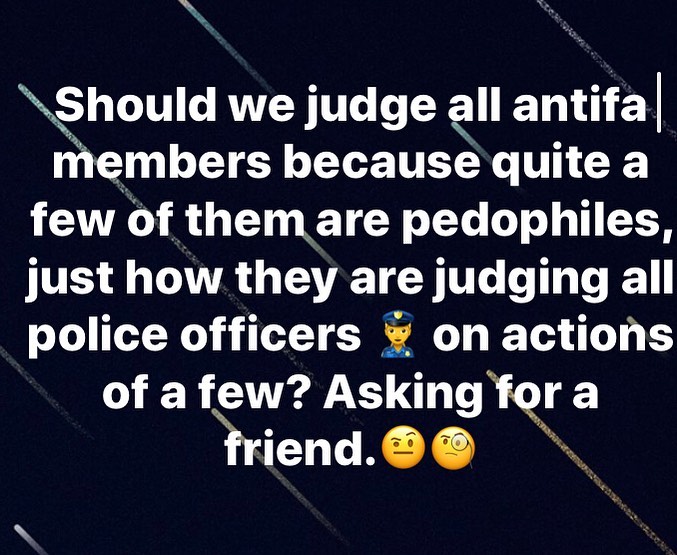 Should we judge all antifa
members because quite a
few of them are pedophiles,
just how they are judging all
police officers 👮 on actions
of a few? Asking for a
friend.🤨🧐